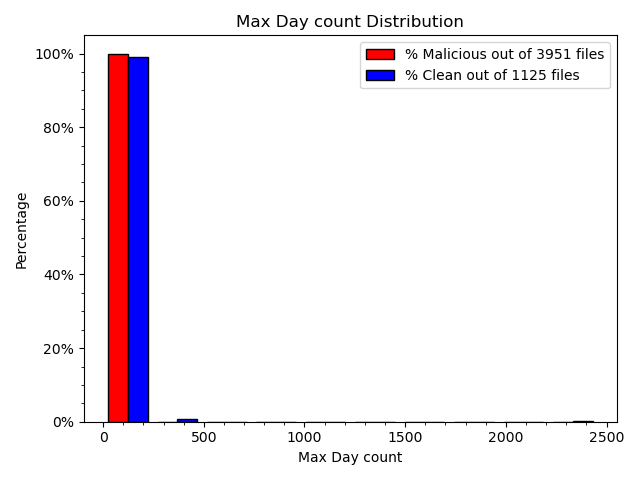 Max Day count Distribution
% Malicious out of 3951 files
% Clean out of 1125 files
100%
80%
60%
40%
20%
0%
Percentage
0 500 1000 1500 2000 2500
Max Day count